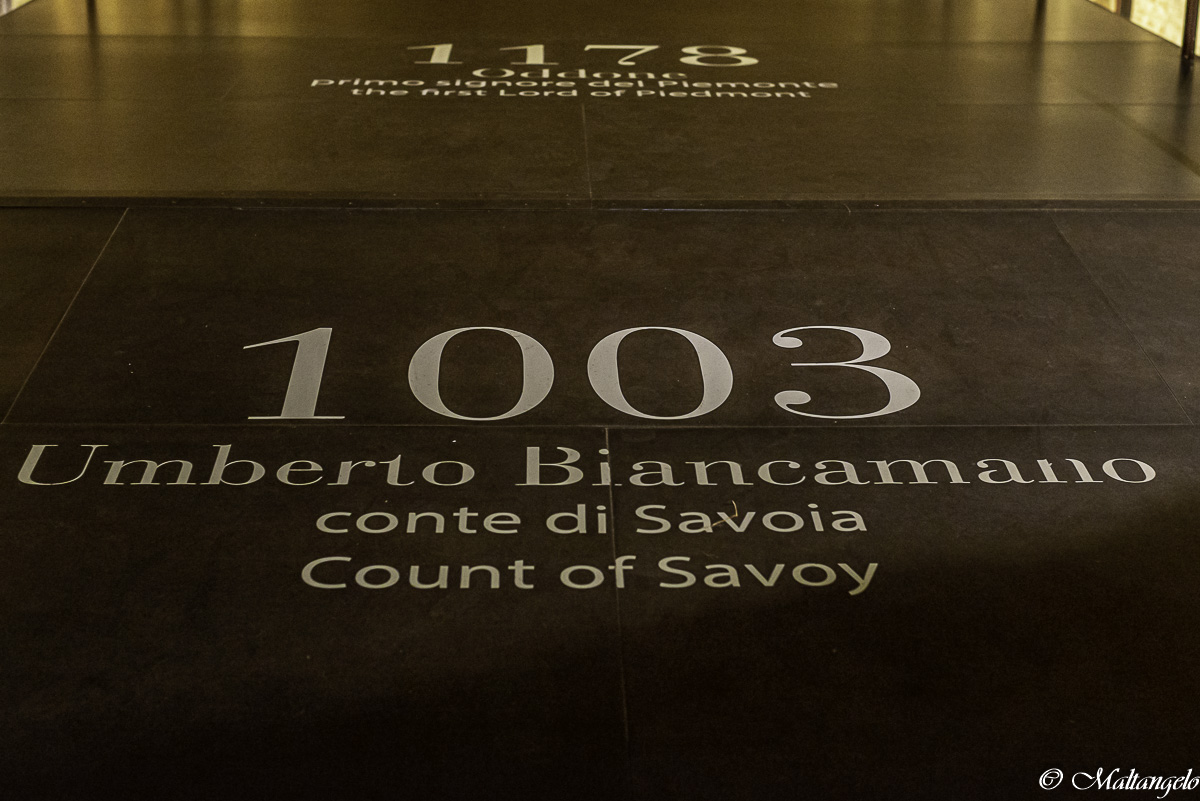 1178
Oddone
primo signore del Piemonte
the first Lord of Piedmont
1003
Umberto Biancamano
conte di Savoia
Count of Savoy
© Maltangelo